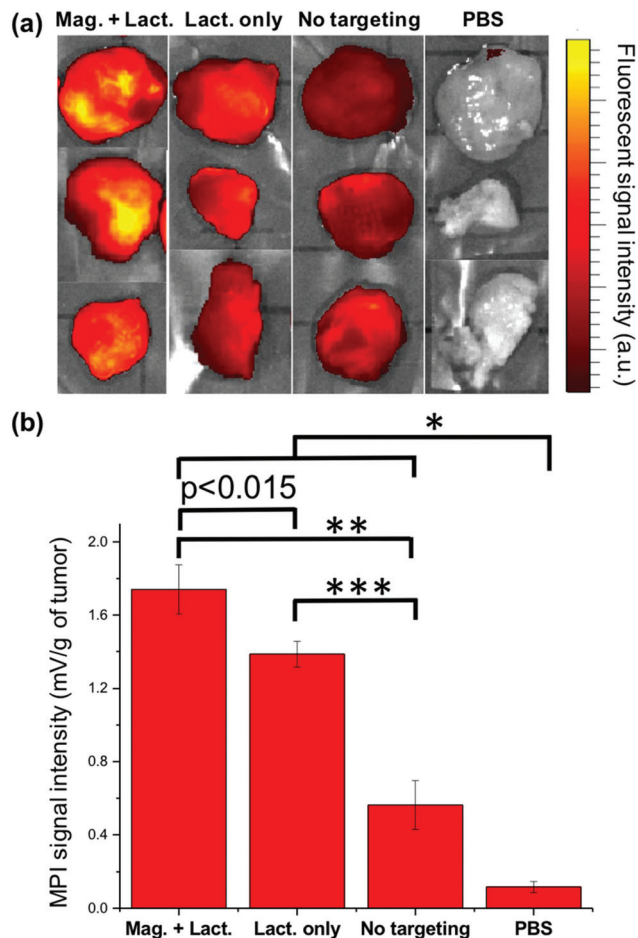 (a)
Mag. + Lact. Lact. only No targeting PBS
Fluorescent signal intensity (a.u.)
(b)
*
p<0.015
**
***
MPI signal intensity (mV/g of tumor)
2.0
1.6
1.2
0.8
0.4
0.0
Mag. + Lact. Lact. only No targeting PBS